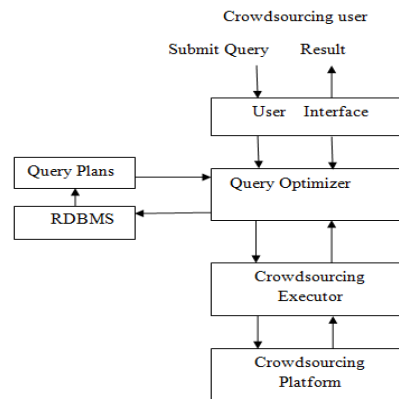 Crowdsourcing user
Submit Query Result
User Interface
Query Plans
Query Optimizer
RDBMS
Crowdsourcing
Executor
Crowdsourcing
Platform